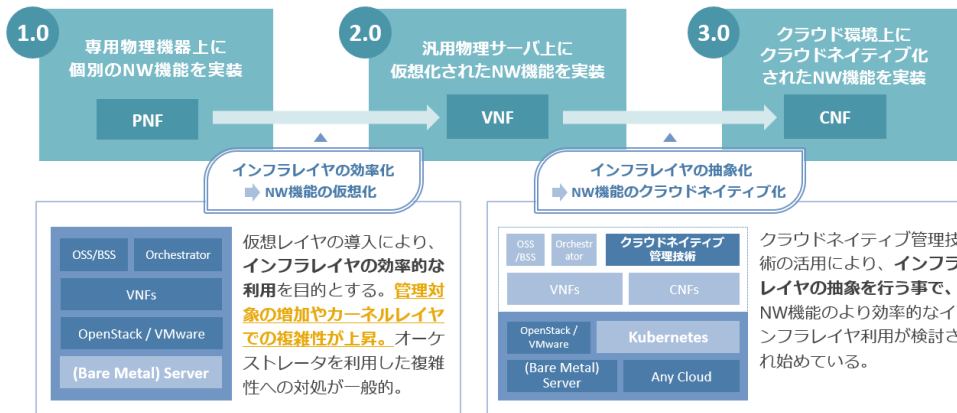 1.0
専用物理機器上に
個別のNW機能を実装
PNF
2.0
汎用物理サーバ上に
仮想化されたNW機能を実装
VNF
3.0
クラウド環境上に
クラウドネイティブ化
されたNW機能を実装
CNF
インフラレイヤの効率化
NW機能の仮想化
インフラレイヤの抽象化
NW機能のクラウドネイティブ化
OSS/BSS
Orchestrator
VNFs
OpenStack / VMware
(Bare Metal) Server
仮想レイヤの導入により、
インフラレイヤの効率的な
利用を目的とする。管理対
象の増加やカーネルレイヤ
での複雑性が上昇。オーケ
ストレータを利用した複雑
性への対処が一般的。
OSS
/BSS
Orchestr
ator
クラウドネイティブ
管理技術
VNFs
CNFs
OpenStack /
VMware
Kubernetes
(Bare Metal)
Server
Any Cloud
クラウドネイティブ管理技
術の活用により、インフラ
レイヤの抽象を行う事で、
NW機能のより効率的なイ
ンフラレイヤ利用が検討さ
れ始めている。